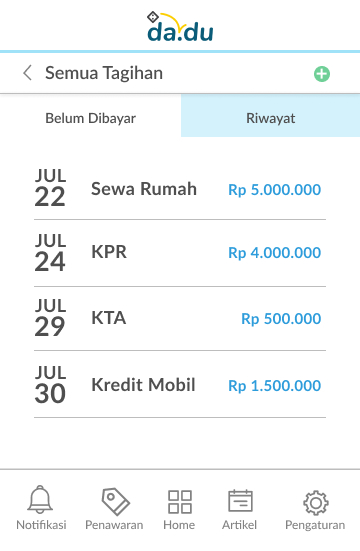 da.du
Semua Tagihan
Belum Dibayar
Riwayat
JUL
22
Sewa Rumah
Rp 5.000.000
JUL
24
KPR
Rp 4.000.000
JUL
29
KTA
Rp 500.000
JUL
30
Kredit Mobil
Rp 1.500.000
Notifikasi
Penawaran
Home
Artikel
Pengaturan